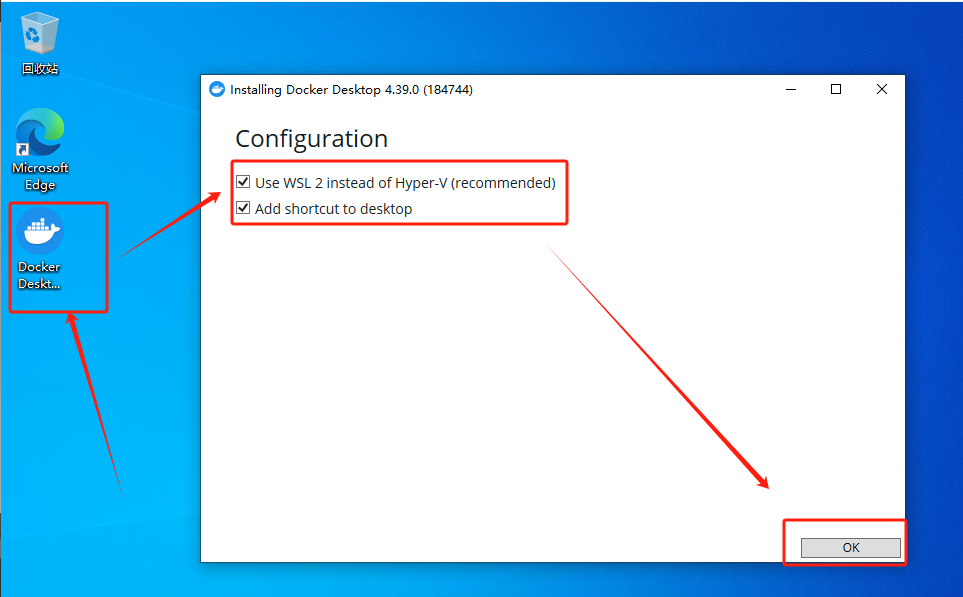 回收站
Microsoft
Edge
Docker
Deskt...
Installing Docker Desktop 4.39.0 (184744)
Configuration
Use WSL 2 instead of Hyper-V (recommended)
Add shortcut to desktop
OK